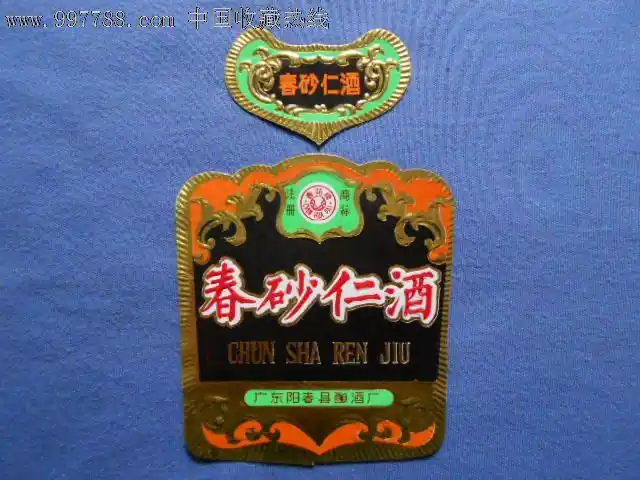 www.997788.com 中国收藏热线
春砂仁酒
注册 商标
春砂仁酒
CHUN SHA REN JIU
广东阳春县酿酒厂